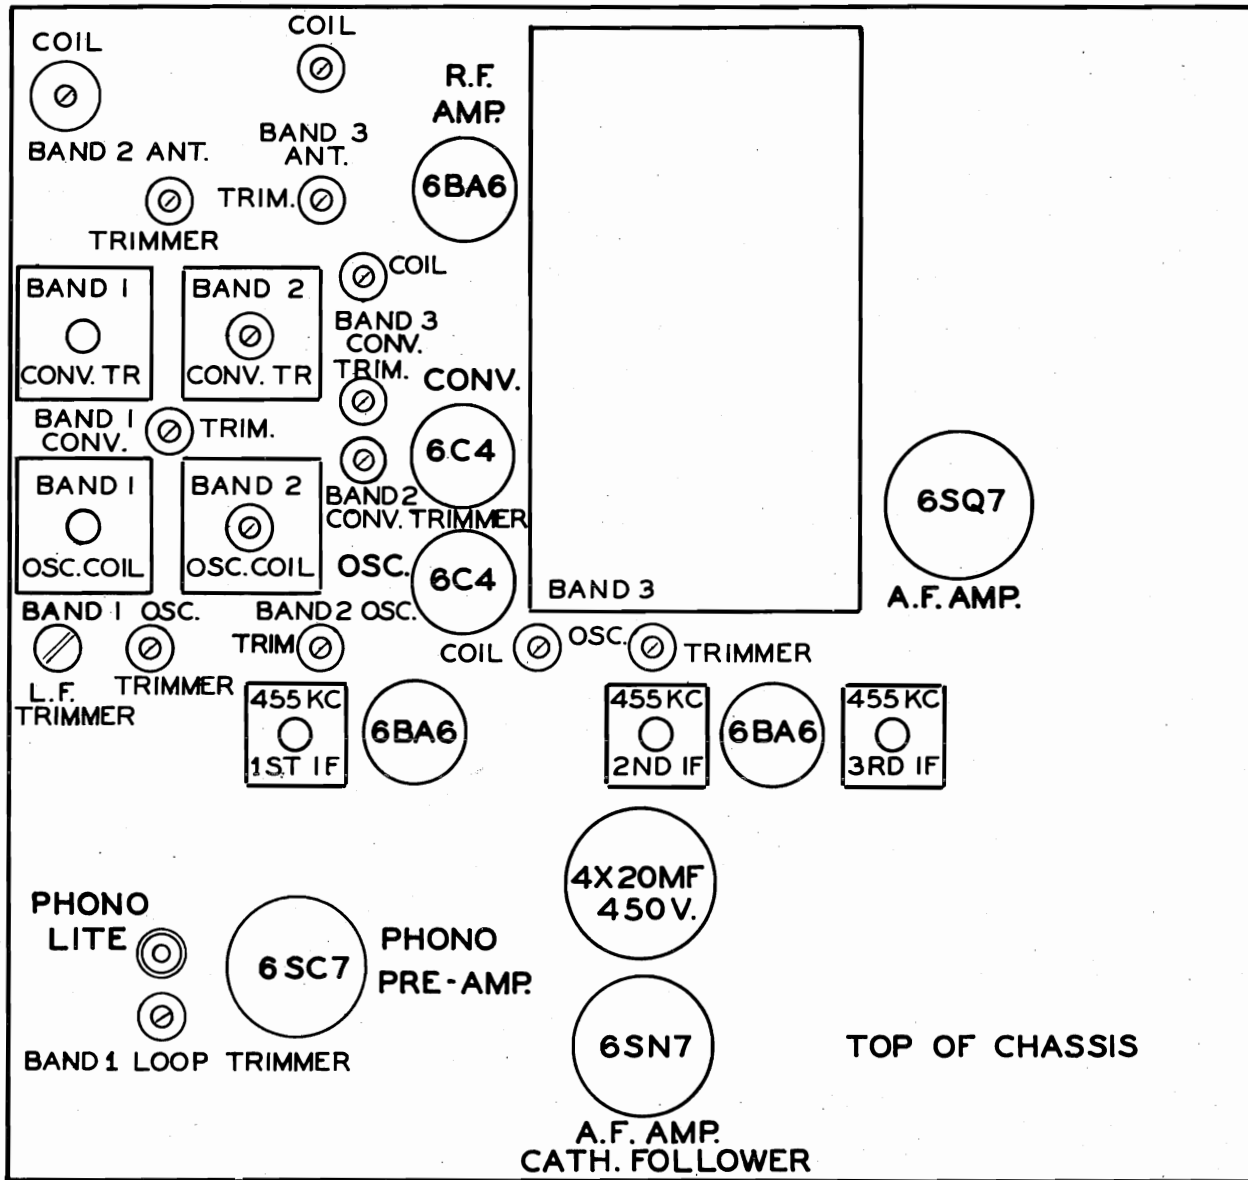 COIL
COIL
R.F.
AMP.
BAND 2 ANT.
BAND 3
ANT.
TRIM.
6BA6
TRIMMER
COIL
BAND 1
CONV. TR
BAND 2
CONV. TR
BAND 3
CONV.
TRIM.
CONV.
BAND 1
CONV.
TRIM.
6C4
BAND 1
OSC. COIL
BAND 2
OSC. COIL
BAND 2
CONV. TRIMMER
6SQ7
A.F. AMP.
OSC.
6C4
BAND 3
BAND 1 OSC.
BAND 2 OSC.
TRIM
COIL
OSC.
TRIMMER
L.F.
TRIMMER
TRIMMER
455 KC
1ST IF
6BA6
455 KC
2ND IF
6BA6
455 KC
3RD IF
4X20MF
450V.
PHONO
LITE
6SC7
PHONO
PRE-AMP.
BAND 1 LOOP TRIMMER
6SN7
TOP OF CHASSIS
A.F. AMP.
CATH. FOLLOWER